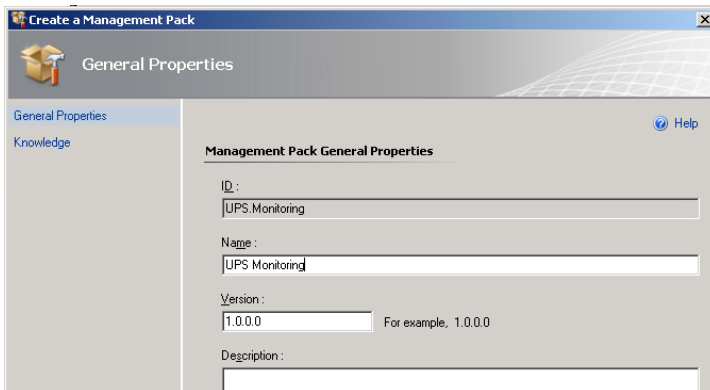 Create a Management Pack
General Properties
General Properties
Knowledge
Help
Management Pack General Properties
ID :
UPS.Monitoring
Name :
UPS Monitoring
Version :
1.0.0.0 For example, 1.0.0.0
Description :